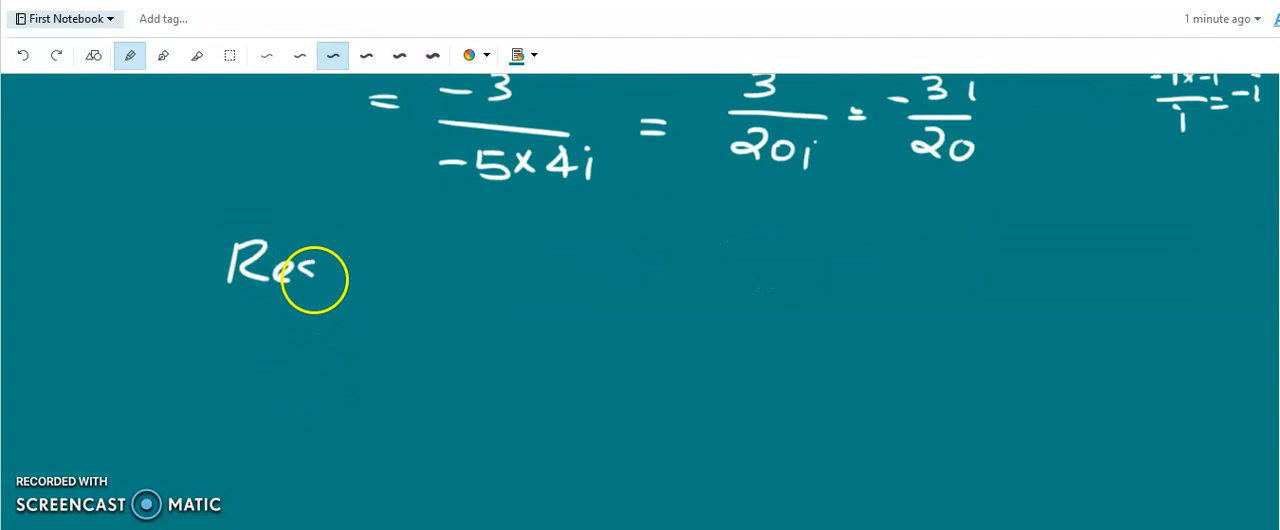 First Notebook
Add tag...
1 minute ago
= -3 / -5×4i = 3 / 20i = -3i / 20
-1×-1 / i = -i
Res
RECORDED WITH
SCREENCAST MATIC